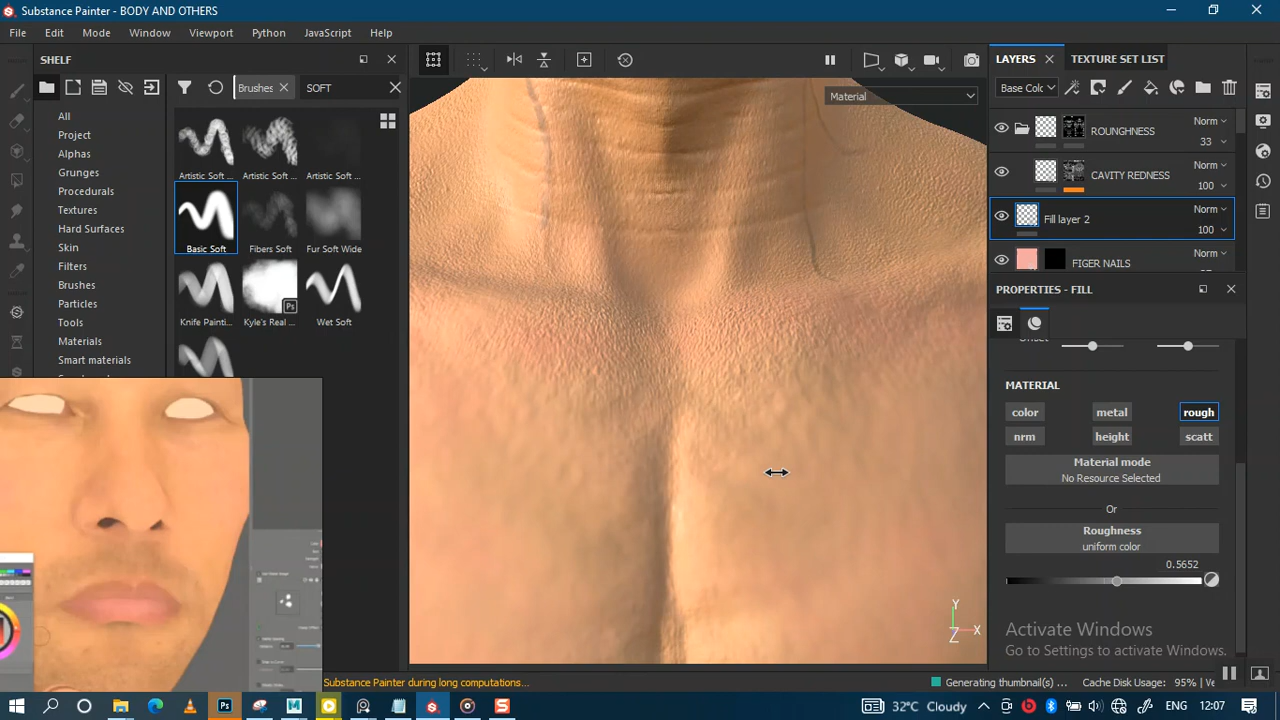 Substance Painter - BODY AND OTHERS
File Edit Mode Window Viewport Python JavaScript Help
SHELF
Brushes
SOFT
All
Project
Alphas
Grunges
Procedurals
Textures
Hard Surfaces
Skin
Filters
Brushes
Particles
Tools
Materials
Smart materials
Artistic Soft ...
Artistic Soft ...
Artistic Soft ...
Basic Soft
Fibers Soft
Fur Soft Wide
Knife Painti...
Kyle's Real ...
Wet Soft
Ps
Material
LAYERS
TEXTURE SET LIST
Base Colc
ROUNGHNESS
Norm
33
CAVITY REDNESS
Norm
100
Fill layer 2
Norm
100
FIGER NAILS
Norm
PROPERTIES - FILL
Offset
MATERIAL
color metal rough
nrm height scatt
Material mode
No Resource Selected
Or
Roughness
uniform color
0.5652
Y
X
Z
Activate Windows
Go to Settings to activate Windows.
Substance Painter during long computations...
Generating thumbnail(s) ...
Cache Disk Usage: 95% | Ve
Ps
32°C Cloudy
ENG
12:07